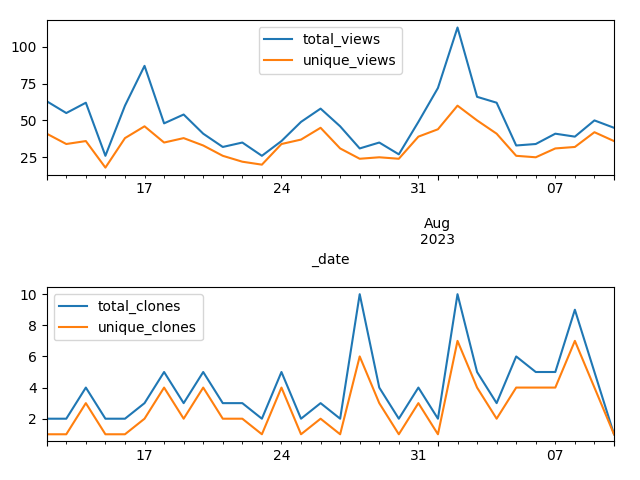 total_views
unique_views
100
75
50
25
17 24 31 07
Aug
2023
_date
total_clones
unique_clones
10
8
6
4
2
17 24 31 07